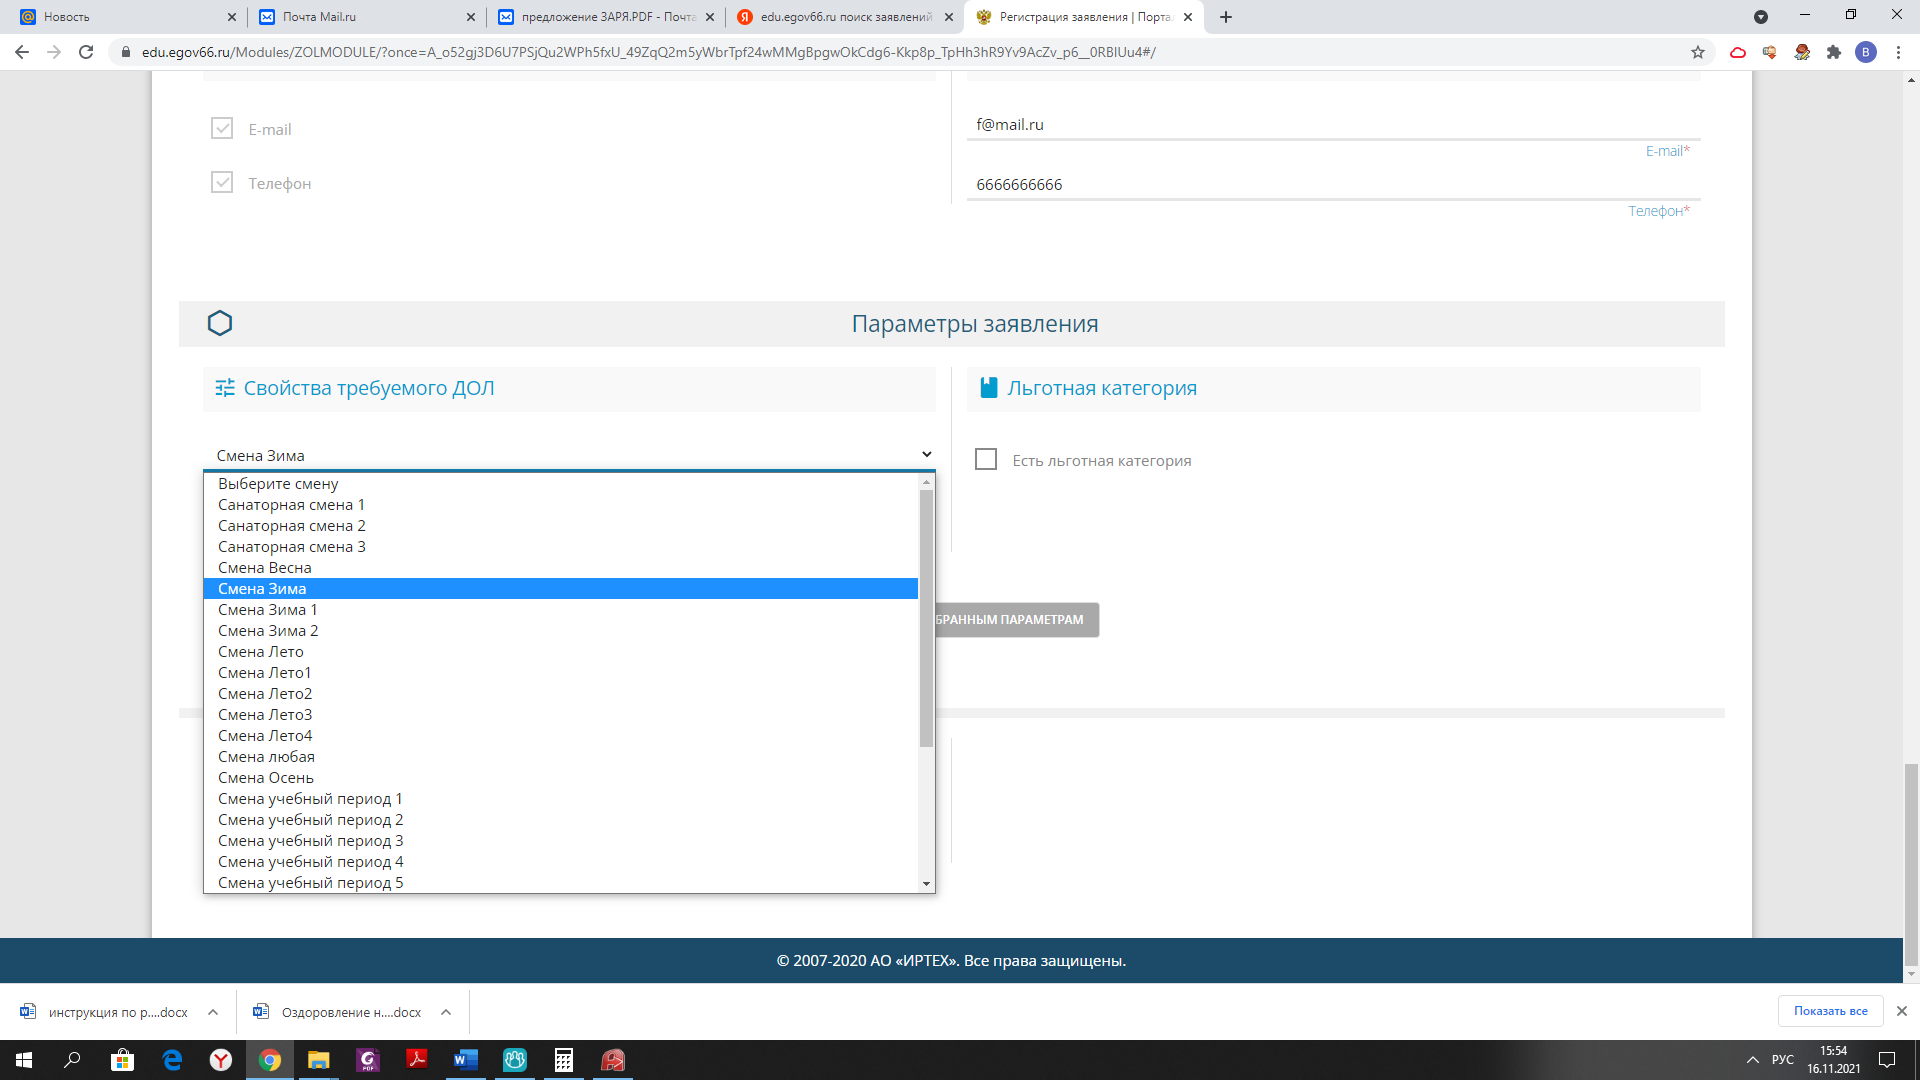 Новость
Почта Mail.ru
предложение ЗАРЯ.PDF - Почта
edu.egov66.ru поиск заявлений
Регистрация заявления | Порта
edu.egov66.ru/Modules/ZOLMODULE/?once=A_o52gj3D6U7PSjQu2WPh5fxU_49ZqQ2m5yWbrTpf24wMMgBpgwOkCdg6-Kkp8p_TpHh3hR9Yv9AcZv_p6__0RBIUu4#/
В
E-mail
f@mail.ru
E-mail*
Телефон
6666666666
Телефон*
Параметры заявления
Свойства требуемого ДОЛ
Льготная категория
Смена Зима
Есть льготная категория
Выберите смену
Санаторная смена 1
Санаторная смена 2
Санаторная смена 3
Смена Весна
Смена Зима
Смена Зима 1
БРАННЫМ ПАРАМЕТРАМ
Смена Зима 2
Смена Лето
Смена Лето1
Смена Лето2
Смена Лето3
Смена Лето4
Смена любая
Смена Осень
Смена учебный период 1
Смена учебный период 2
Смена учебный период 3
Смена учебный период 4
Смена учебный период 5
© 2007-2020 АО «ИРТЕХ». Все права защищены.
инструкция по р....docx
Оздоровление н....docx
Показать все
РУС
15:54
16.11.2021